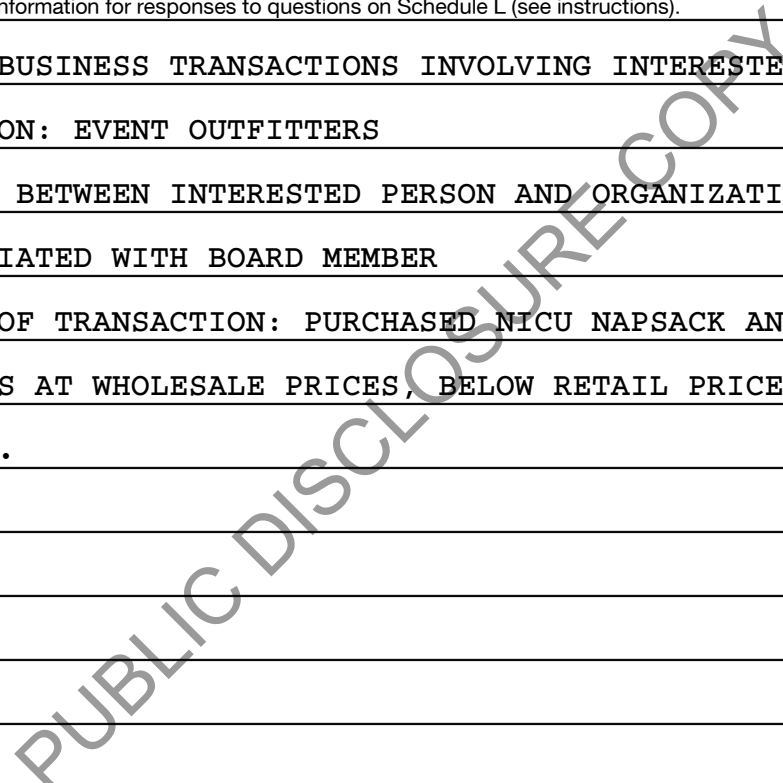 nformation for responses to questions on Schedule L (see instructions).
BUSINESS TRANSACTIONS INVOLVING INTERESTE
ON: EVENT OUTFITTERS
BETWEEN INTERESTED PERSON AND ORGANIZATI
IATED WITH BOARD MEMBER
OF TRANSACTION: PURCHASED NICU NAPSACK AN
S AT WHOLESALE PRICES, BELOW RETAIL PRICE
.
PUBLIC DISCLOSURE COPY